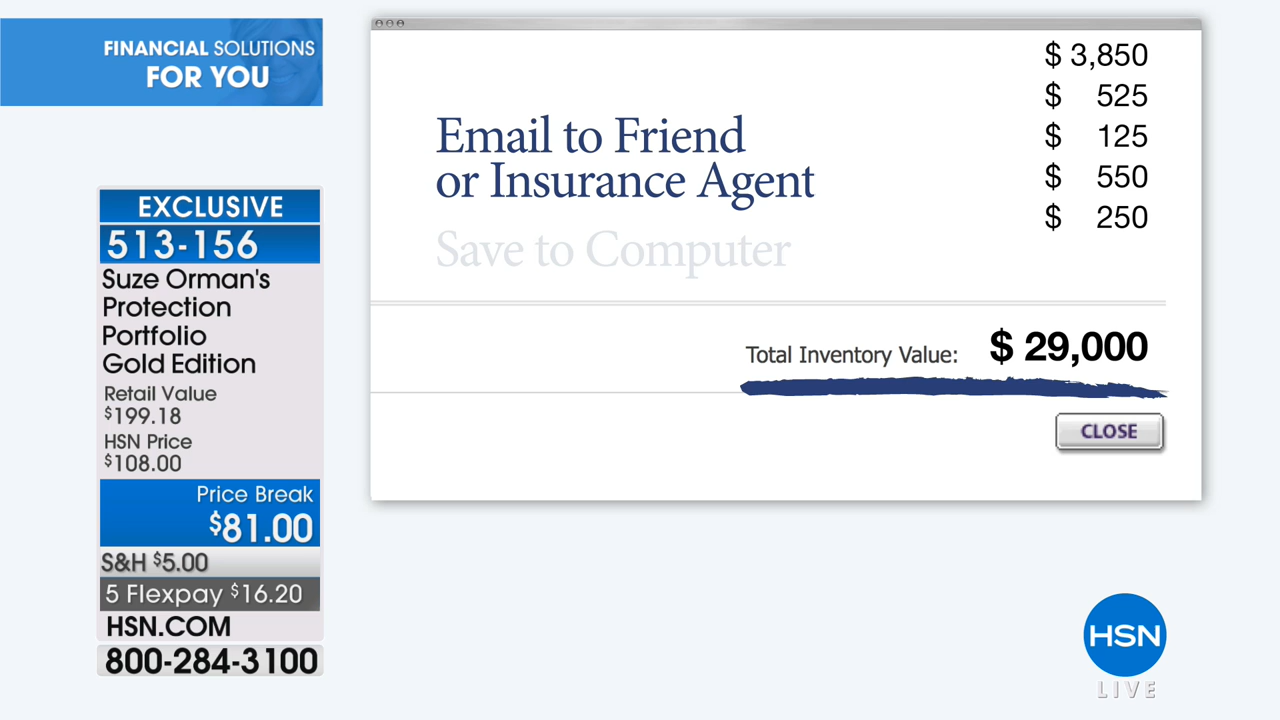 FINANCIAL SOLUTIONS
FOR YOU
EXCLUSIVE
513-156
Suze Orman's
Protection
Portfolio
Gold Edition
Retail Value
$199.18
HSN Price
$108.00
Price Break
$81.00
S&H $5.00
5 Flexpay $16.20
HSN.COM
800-284-3100
$ 3,850
$ 525
$ 125
$ 550
$ 250
Email to Friend
or Insurance Agent
Save to Computer
Total Inventory Value: $ 29,000
CLOSE
HSN
LIVE